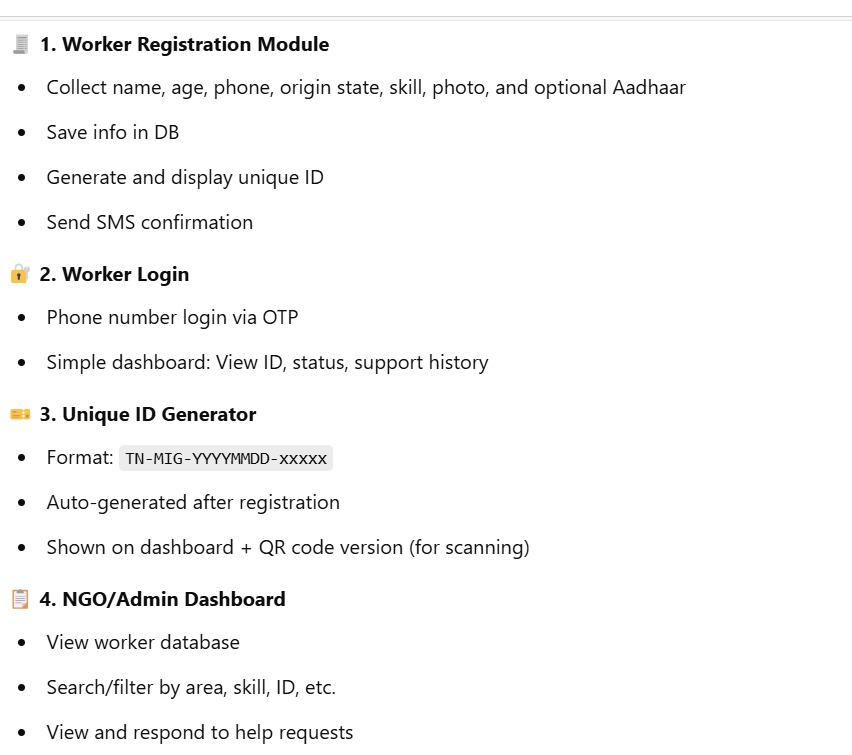 1. Worker Registration Module
• Collect name, age, phone, origin state, skill, photo, and optional Aadhaar
• Save info in DB
• Generate and display unique ID
• Send SMS confirmation
2. Worker Login
• Phone number login via OTP
• Simple dashboard: View ID, status, support history
3. Unique ID Generator
• Format: TN-MIG-YYYYMMDD-xxxxx
• Auto-generated after registration
• Shown on dashboard + QR code version (for scanning)
4. NGO/Admin Dashboard
• View worker database
• Search/filter by area, skill, ID, etc.
• View and respond to help requests